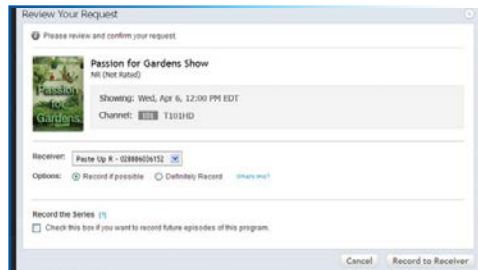 Review Your Request
Please review and confirm your request.
Passion for Gardens
Passion for Gardens Show
NR (Not Rated)
Showing: Wed, Apr 6, 12:00 PM EDT
Channel: 101 T101HD
Receiver: Paste Up R - 028886036152
Options: Record if possible Definitely Record What's this?
Record the Series [?]
Check this box if you want to record future episodes of this program.
Cancel Record to Receiver